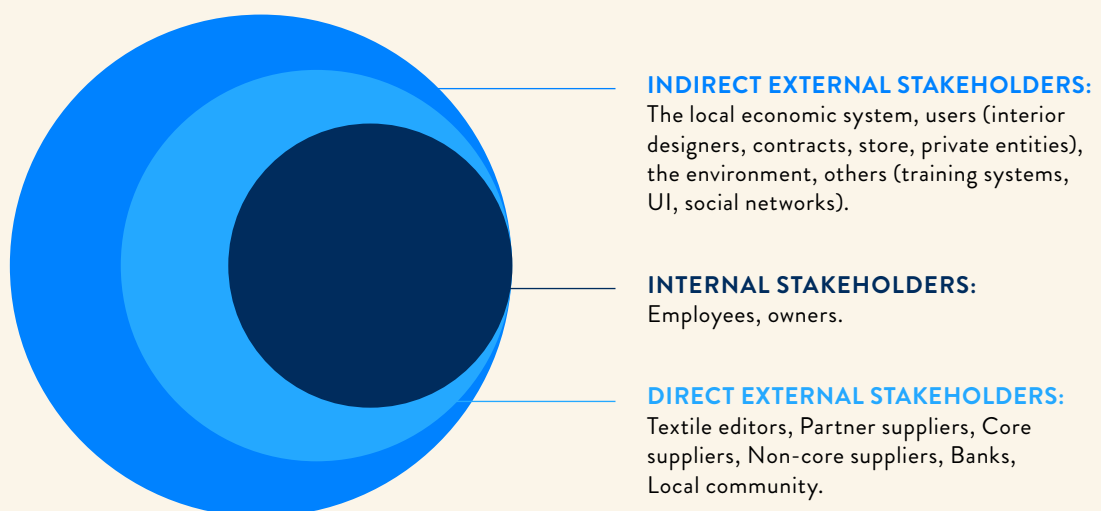 INDIRECT EXTERNAL STAKEHOLDERS:
The local economic system, users (interior
designers, contracts, store, private entities),
the environment, others (training systems,
UI, social networks).
INTERNAL STAKEHOLDERS:
Employees, owners.
DIRECT EXTERNAL STAKEHOLDERS:
Textile editors, Partner suppliers, Core
suppliers, Non-core suppliers, Banks,
Local community.